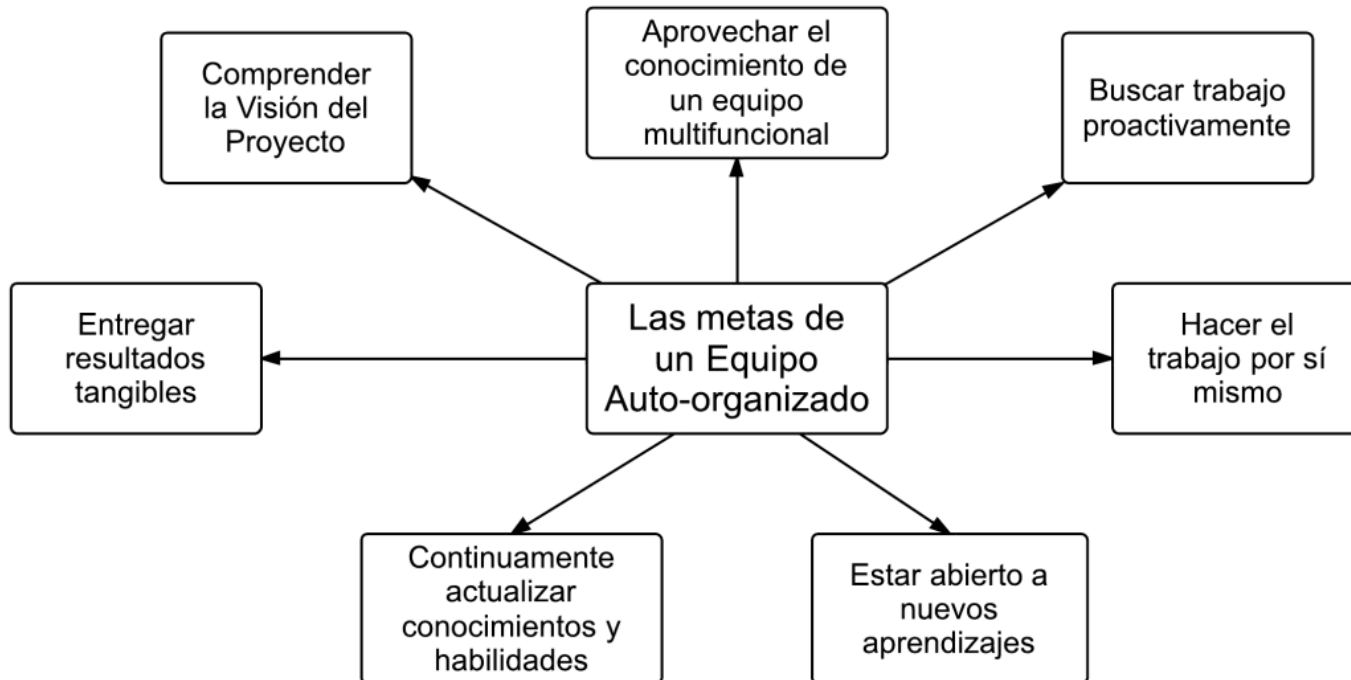 Comprender
la Visión del
Proyecto
Aprovechar el
conocimiento de
un equipo
multifuncional
Buscar trabajo
proactivamente
Entregar
resultados
tangibles
Las metas de
un Equipo
Auto-organizado
Hacer el
trabajo por sí
mismo
Continuamente
actualizar
conocimientos y
habilidades
Estar abierto a
nuevos
aprendizajes